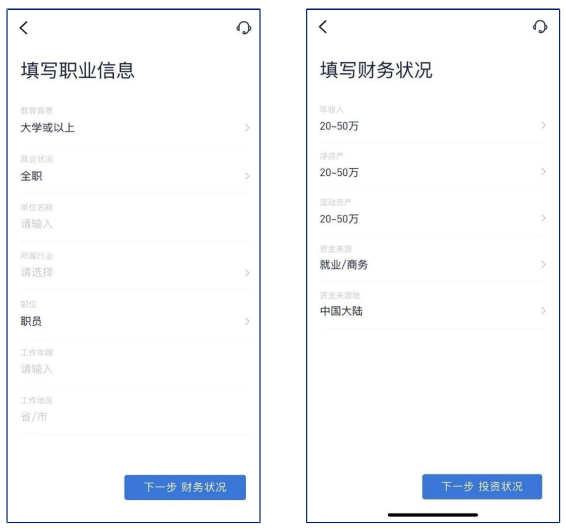 填写职业信息
教育背景
大学或以上
就业状况
全职
单位名称
请输入
所属行业
请选择
职位
职员
工作年限
请输入
工作地区
省/市
下一步 财务状况
填写财务状况
年收入
20~50万
净资产
20~50万
流动资产
20~50万
资金来源
就业/商务
资金来源地
中国大陆
下一步 投资状况